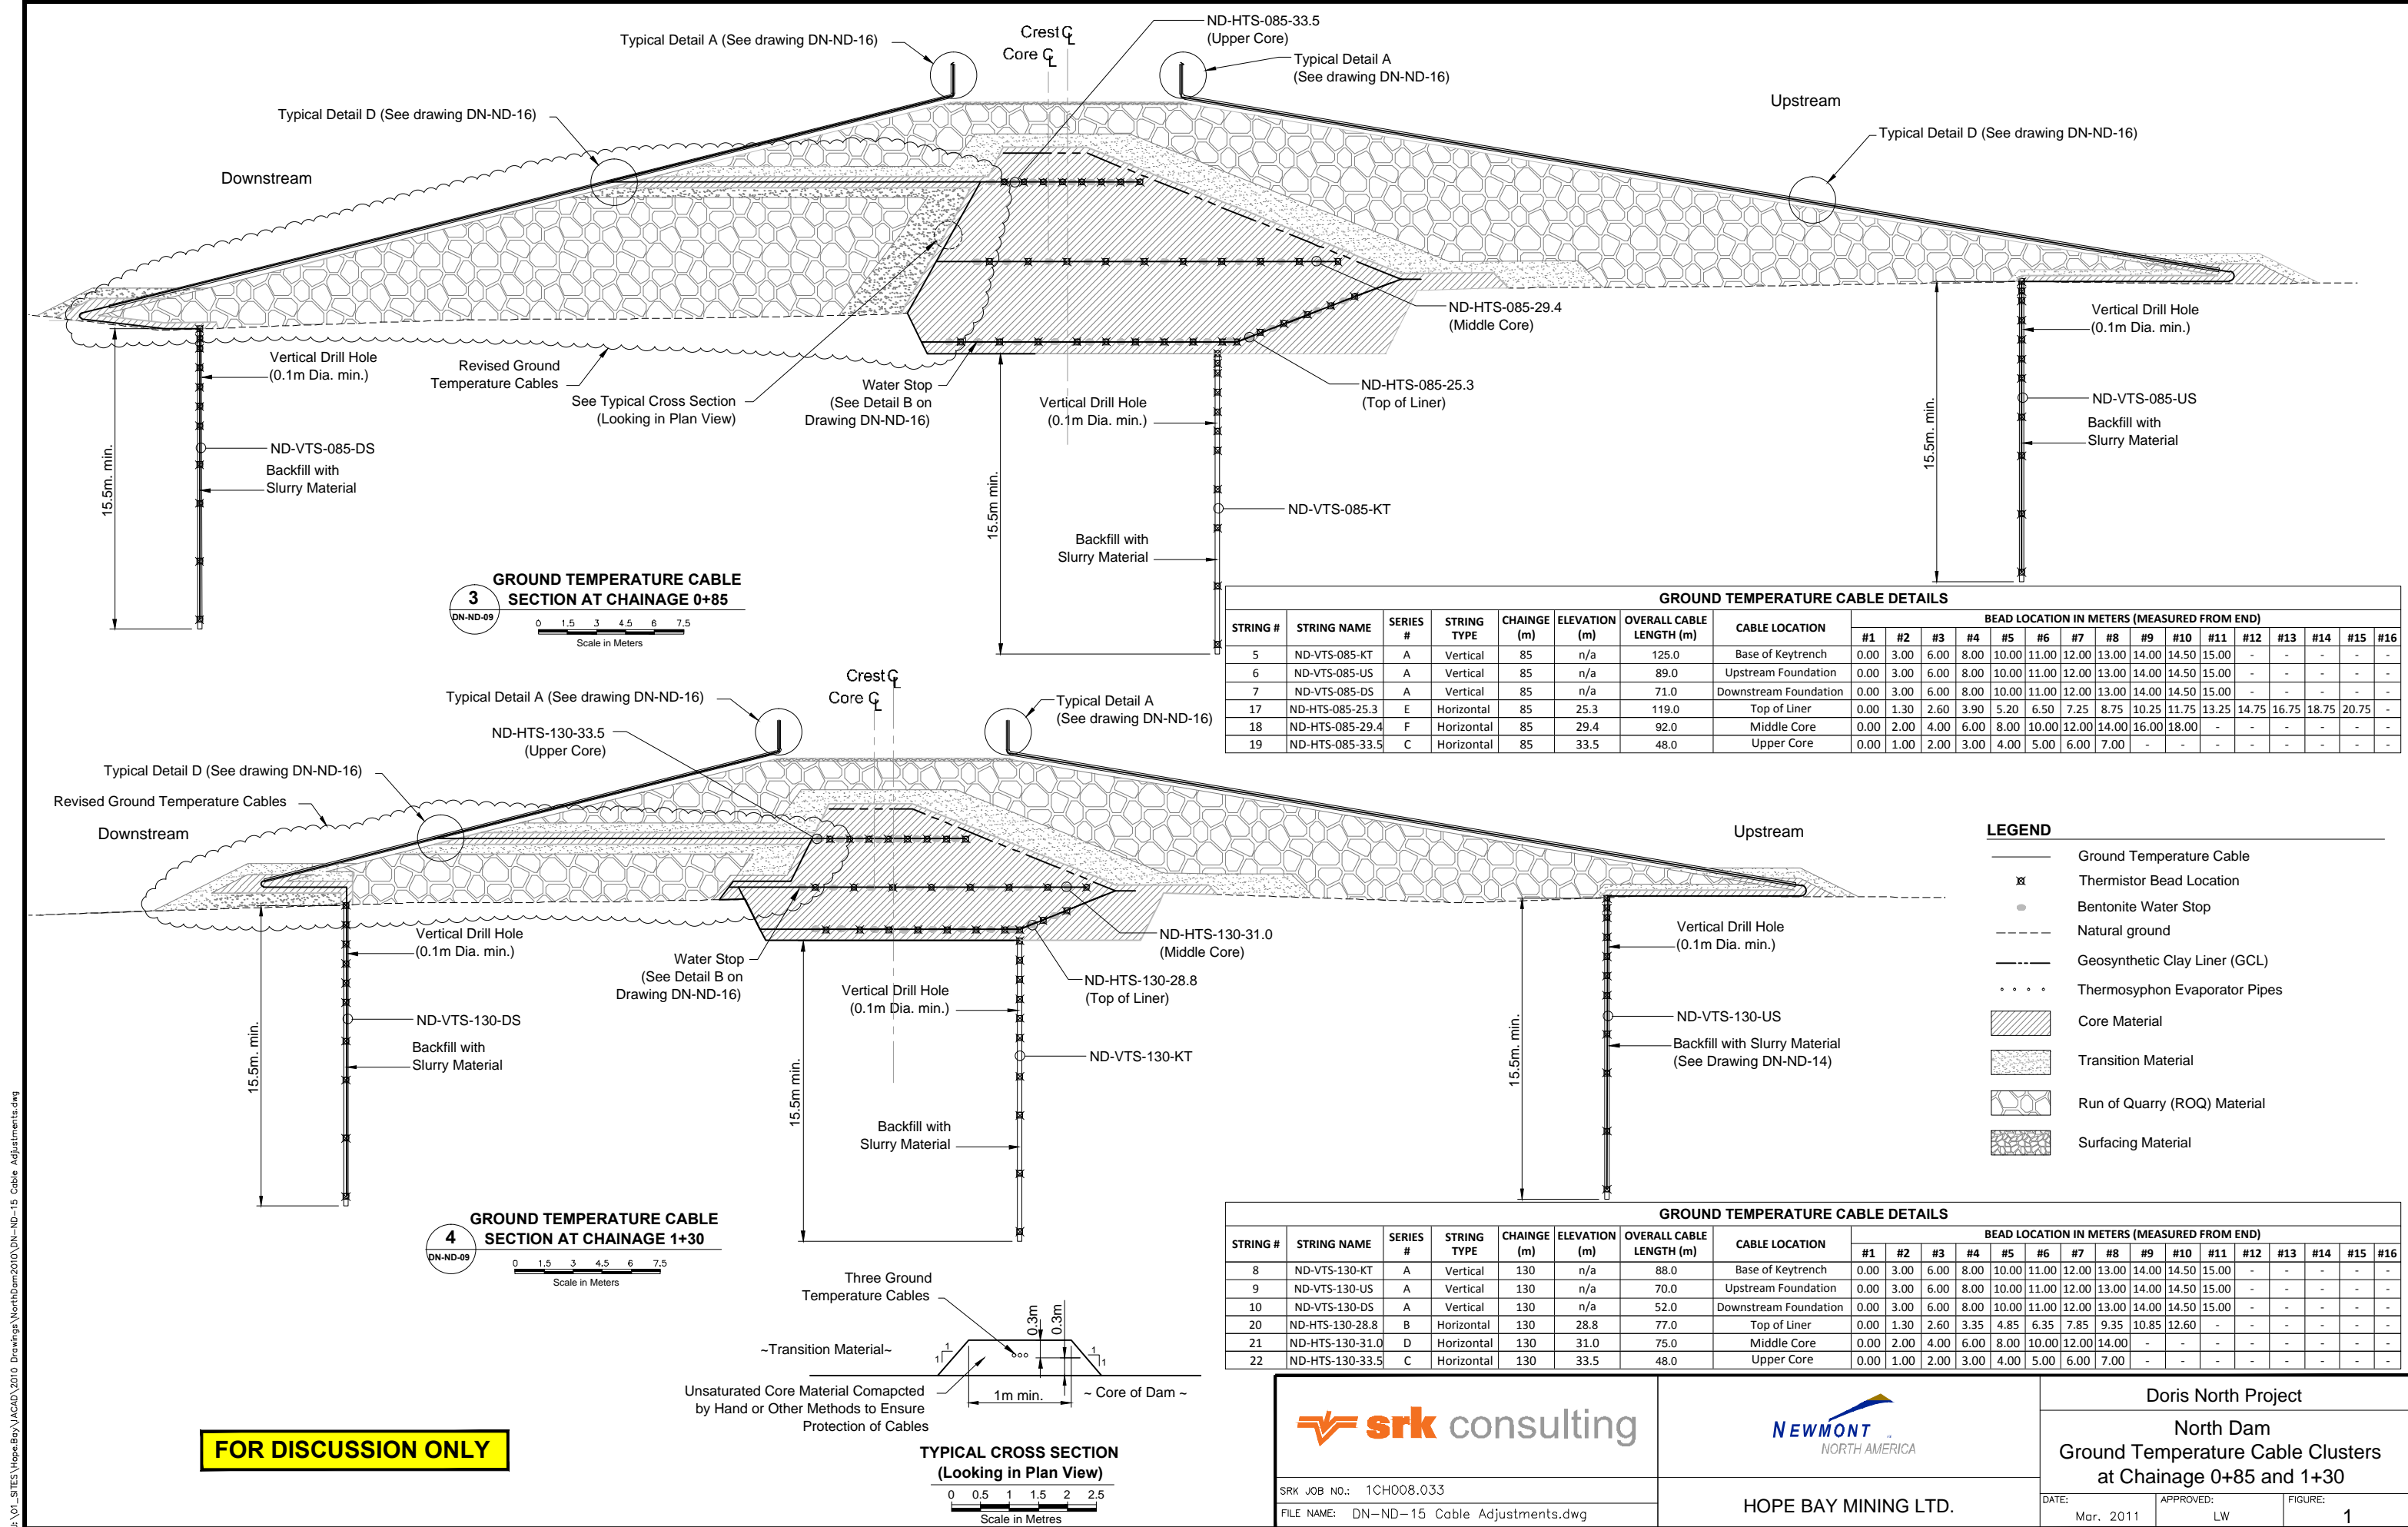 Crest CL
Core CL
ND-HTS-085-33.5
(Upper Core)
Typical Detail A (See drawing DN-ND-16)
Typical Detail A
(See drawing DN-ND-16)
Typical Detail D (See drawing DN-ND-16)
Upstream
Typical Detail D (See drawing DN-ND-16)
Downstream
ND-HTS-085-29.4
(Middle Core)
Vertical Drill Hole
(0.1m Dia. min.)
Vertical Drill Hole
(0.1m Dia. min.)
Revised Ground
Temperature Cables
See Typical Cross Section
(Looking in Plan View)
Water Stop
(See Detail B on
Drawing DN-ND-16)
Vertical Drill Hole
(0.1m Dia. min.)
ND-HTS-085-25.3
(Top of Liner)
ND-VTS-085-US
Backfill with
Slurry Material
15.5m. min.
ND-VTS-085-DS
Backfill with
Slurry Material
15.5m. min.
15.5m min.
ND-VTS-085-KT
Backfill with
Slurry Material
3
DN-ND-09
GROUND TEMPERATURE CABLE
SECTION AT CHAINAGE 0+85
0 1.5 3 4.5 6 7.5
Scale in Meters
GROUND TEMPERATURE CABLE DETAILS
STRING # STRING NAME SERIES # STRING TYPE CHAINGE (m) ELEVATION (m) OVERALL CABLE LENGTH (m) CABLE LOCATION BEAD LOCATION IN METERS (MEASURED FROM END)
#1 #2 #3 #4 #5 #6 #7 #8 #9 #10 #11 #12 #13 #14 #15 #16
5 ND-VTS-085-KT A Vertical 85 n/a 125.0 Base of Keytrench 0.00 3.00 6.00 8.00 10.00 11.00 12.00 13.00 14.00 14.50 15.00 - - - - -
6 ND-VTS-085-US A Vertical 85 n/a 89.0 Upstream Foundation 0.00 3.00 6.00 8.00 10.00 11.00 12.00 13.00 14.00 14.50 15.00 - - - - -
7 ND-VTS-085-DS A Vertical 85 n/a 71.0 Downstream Foundation 0.00 3.00 6.00 8.00 10.00 11.00 12.00 13.00 14.00 14.50 15.00 - - - - -
17 ND-HTS-085-25.3 E Horizontal 85 25.3 119.0 Top of Liner 0.00 1.30 2.60 3.90 5.20 6.50 7.25 8.75 10.25 11.75 13.25 14.75 16.75 18.75 20.75 -
18 ND-HTS-085-29.4 F Horizontal 85 29.4 92.0 Middle Core 0.00 2.00 4.00 6.00 8.00 10.00 12.00 14.00 16.00 18.00 - - - - - -
19 ND-HTS-085-33.5 C Horizontal 85 33.5 48.0 Upper Core 0.00 1.00 2.00 3.00 4.00 5.00 6.00 7.00 - - - - - - - -
Crest CL
Core CL
Typical Detail A (See drawing DN-ND-16)
Typical Detail A
(See drawing DN-ND-16)
ND-HTS-130-33.5
(Upper Core)
Typical Detail D (See drawing DN-ND-16)
Revised Ground Temperature Cables
Downstream
Upstream
Vertical Drill Hole
(0.1m Dia. min.)
Water Stop
(See Detail B on
Drawing DN-ND-16)
Vertical Drill Hole
(0.1m Dia. min.)
ND-HTS-130-31.0
(Middle Core)
ND-HTS-130-28.8
(Top of Liner)
Vertical Drill Hole
(0.1m Dia. min.)
ND-VTS-130-DS
Backfill with
Slurry Material
15.5m. min.
15.5m min.
ND-VTS-130-KT
Backfill with
Slurry Material
15.5m. min.
ND-VTS-130-US
Backfill with Slurry Material
(See Drawing DN-ND-14)
LEGEND
Ground Temperature Cable
Thermistor Bead Location
Bentonite Water Stop
Natural ground
Geosynthetic Clay Liner (GCL)
Thermosyphon Evaporator Pipes
Core Material
Transition Material
Run of Quarry (ROQ) Material
Surfacing Material
4
DN-ND-09
GROUND TEMPERATURE CABLE
SECTION AT CHAINAGE 1+30
0 1.5 3 4.5 6 7.5
Scale in Meters
GROUND TEMPERATURE CABLE DETAILS
STRING # STRING NAME SERIES # STRING TYPE CHAINGE (m) ELEVATION (m) OVERALL CABLE LENGTH (m) CABLE LOCATION BEAD LOCATION IN METERS (MEASURED FROM END)
#1 #2 #3 #4 #5 #6 #7 #8 #9 #10 #11 #12 #13 #14 #15 #16
8 ND-VTS-130-KT A Vertical 130 n/a 88.0 Base of Keytrench 0.00 3.00 6.00 8.00 10.00 11.00 12.00 13.00 14.00 14.50 15.00 - - - - -
9 ND-VTS-130-US A Vertical 130 n/a 70.0 Upstream Foundation 0.00 3.00 6.00 8.00 10.00 11.00 12.00 13.00 14.00 14.50 15.00 - - - - -
10 ND-VTS-130-DS A Vertical 130 n/a 52.0 Downstream Foundation 0.00 3.00 6.00 8.00 10.00 11.00 12.00 13.00 14.00 14.50 15.00 - - - - -
20 ND-HTS-130-28.8 B Horizontal 130 28.8 77.0 Top of Liner 0.00 1.30 2.60 3.35 4.85 6.35 7.85 9.35 10.85 12.60 - - - - - -
21 ND-HTS-130-31.0 D Horizontal 130 31.0 75.0 Middle Core 0.00 2.00 4.00 6.00 8.00 10.00 12.00 14.00 - - - - - - - -
22 ND-HTS-130-33.5 C Horizontal 130 33.5 48.0 Upper Core 0.00 1.00 2.00 3.00 4.00 5.00 6.00 7.00 - - - - - - - -
Three Ground
Temperature Cables
0.3m
0.3m
~Transition Material~
1
1
1
1
Unsaturated Core Material Comapcted
by Hand or Other Methods to Ensure
Protection of Cables
1m min.
~ Core of Dam ~
TYPICAL CROSS SECTION
(Looking in Plan View)
0 0.5 1 1.5 2 2.5
Scale in Metres
FOR DISCUSSION ONLY
srk consulting
SRK JOB NO.: 1CH008.033
FILE NAME: DN-ND-15 Cable Adjustments.dwg
NEWMONT
NORTH AMERICA
HOPE BAY MINING LTD.
Doris North Project
North Dam
Ground Temperature Cable Clusters
at Chainage 0+85 and 1+30
DATE: Mar. 2011
APPROVED: LW
FIGURE: 1
:\01_SITES\Hope.Bay\!ACAD\2010 Drawings\NorthDam2010\DN-ND-15 Cable Adjustments.dwg